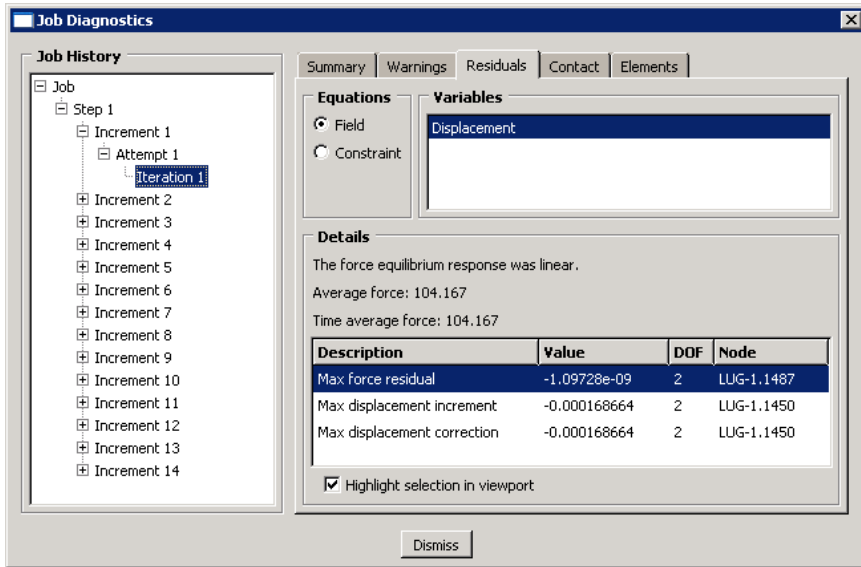 Job Diagnostics
Job History
Job
Step 1
Increment 1
Attempt 1
Iteration 1
Increment 2
Increment 3
Increment 4
Increment 5
Increment 6
Increment 7
Increment 8
Increment 9
Increment 10
Increment 11
Increment 12
Increment 13
Increment 14
Summary Warnings Residuals Contact Elements
Equations
Field
Constraint
Variables
Displacement
Details
The force equilibrium response was linear.
Average force: 104.167
Time average force: 104.167
Description Value DOF Node
Max force residual -1.09728e-09 2 LUG-1.1487
Max displacement increment -0.000168664 2 LUG-1.1450
Max displacement correction -0.000168664 2 LUG-1.1450
Highlight selection in viewport
Dismiss